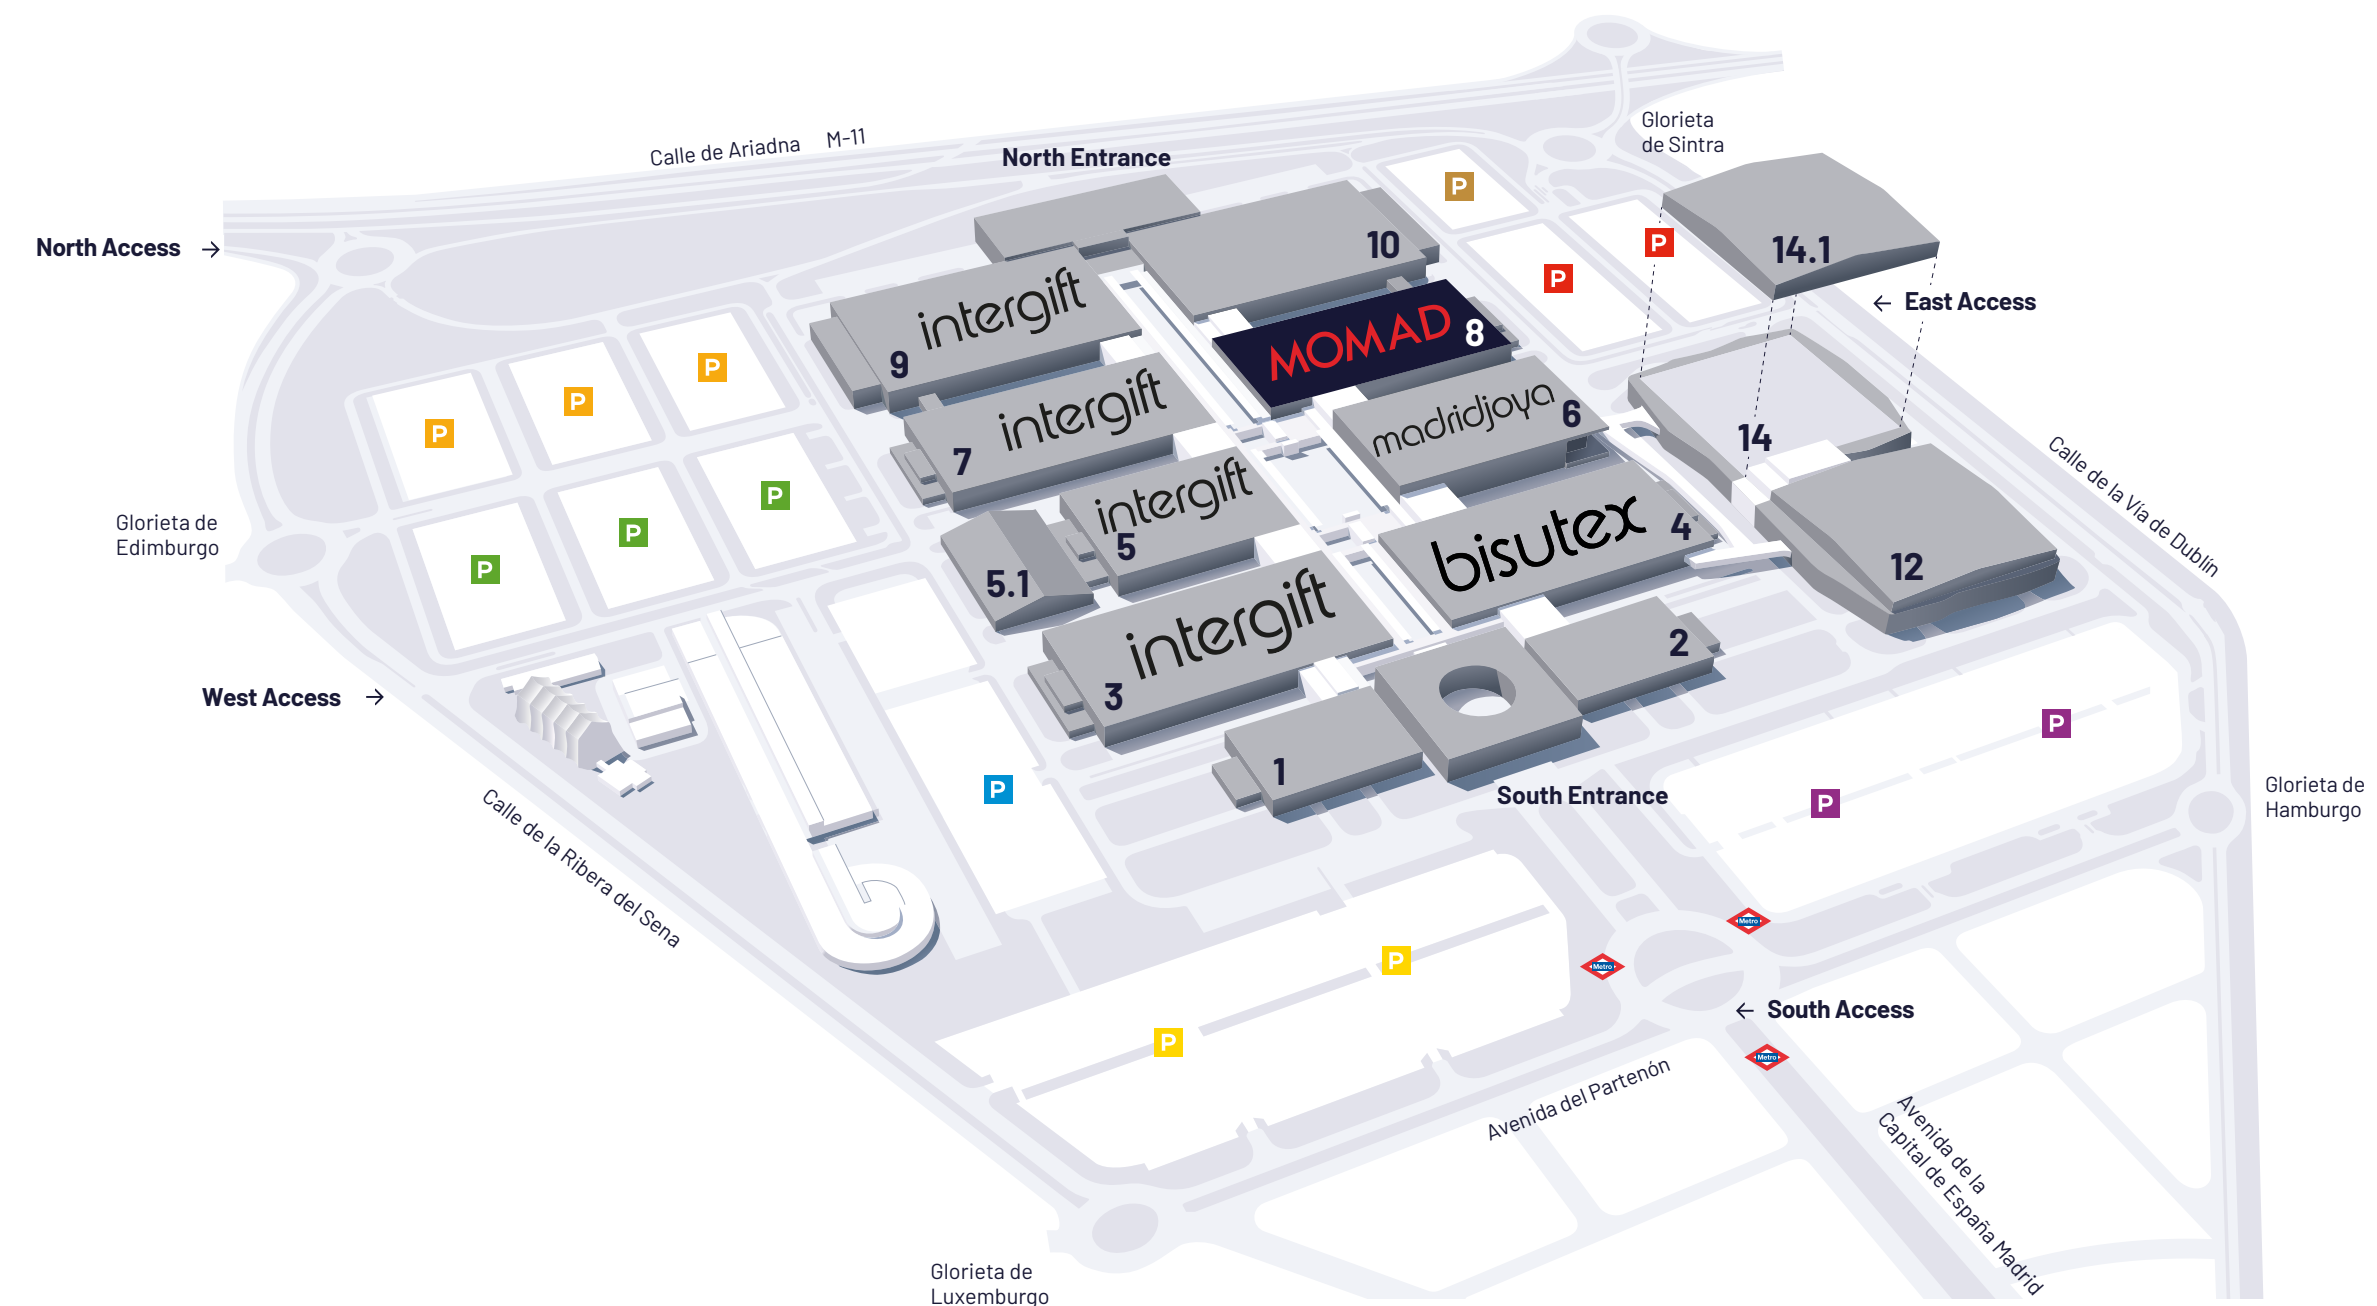 Glorieta
de Sintra
Calle de Ariadna M-11
North Entrance
P
North Access →
10
14.1
P
P
← East Access
intergift
9
MOMAD
8
P
P
P
intergift
7
madridjoya
6
14
Calle de la Vía de Dublín
P
P
P
Glorieta de
Edimburgo
intergift
5
5.1
bisutex
4
12
intergift
3
2
West Access →
1
P
South Entrance
P
P
Glorieta de
Hamburgo
Calle de la Ribera del Sena
Metro
Metro
P
P
← South Access
Metro
Avenida del Partenón
Avenida de la
Capital de España Madrid
Glorieta de
Luxemburgo